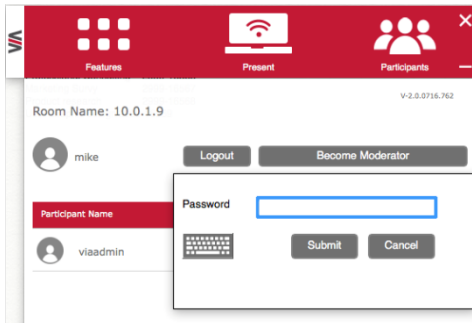 Features
Present
Participants
V-2.0.0716.762
Room Name: 10.0.1.9
mike
Logout
Become Moderator
Password
Participant Name
Submit
Cancel
viaadmin